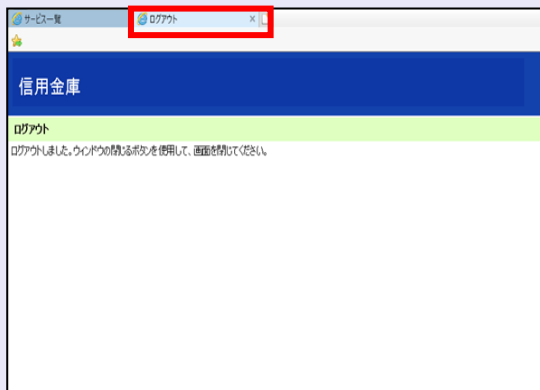 サービス一覧
ログアウト
信用金庫
ログアウト
ログアウトしました。ウィンドウの閉じるボタンを使用して、画面を閉じてください。